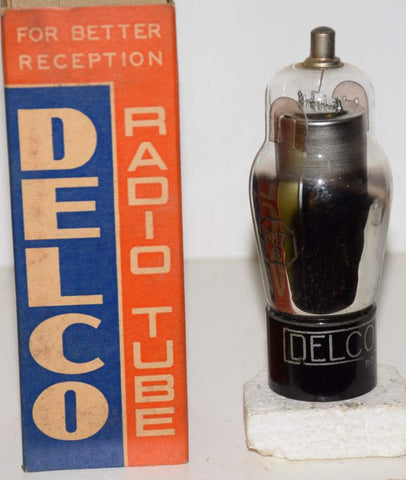 FOR BETTER
RECEPTION
DELCO
RADIO TUBE
DELCO